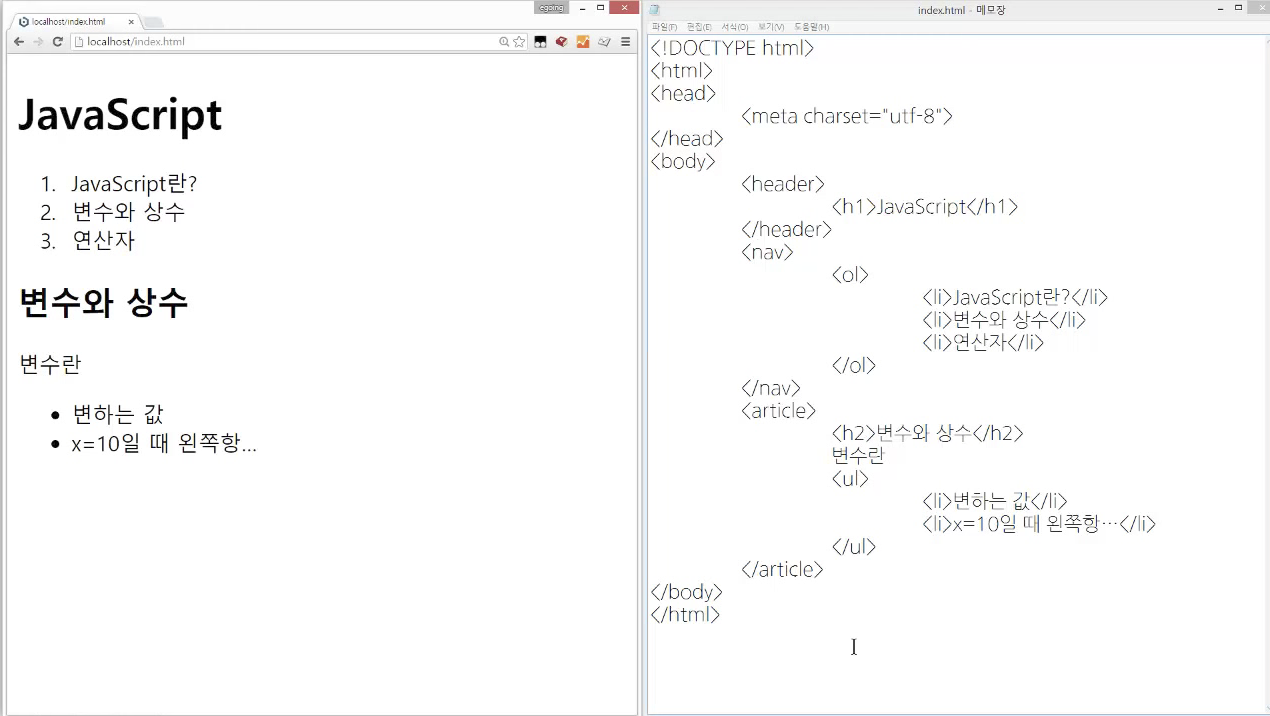 egoing
localhost/index.html
localhost/index.html
JavaScript
1. JavaScript란?
2. 변수와 상수
3. 연산자
변수와 상수
변수란
• 변하는 값
• x=10일 때 왼쪽항...
index.html - 메모장
파일(F) 편집(E) 서식(O) 보기(V) 도움말(H)
<!DOCTYPE html>
<html>
<head>
<meta charset="utf-8">
</head>
<body>
<header>
<h1>JavaScript</h1>
</header>
<nav>
<ol>
<li>JavaScript란?</li>
<li>변수와 상수</li>
<li>연산자</li>
</ol>
</nav>
<article>
<h2>변수와 상수</h2>
변수란
<ul>
<li>변하는 값</li>
<li>x=10일 때 왼쪽항…</li>
</ul>
</article>
</body>
</html>